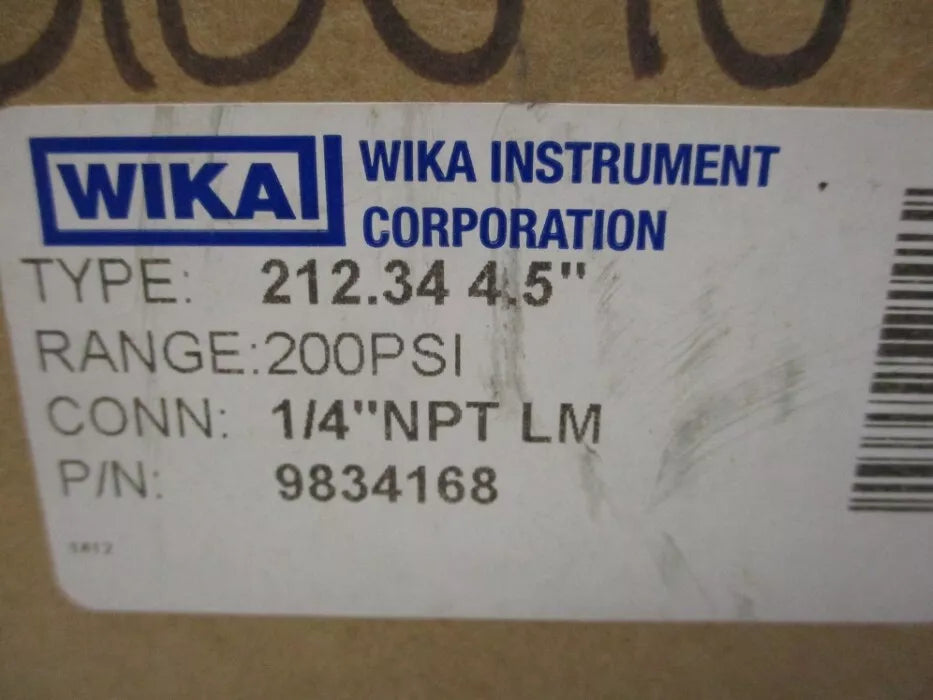 WIKA
WIKA INSTRUMENT
CORPORATION
TYPE: 212.34 4.5"
RANGE:200PSI
CONN: 1/4"NPT LM
P/N: 9834168